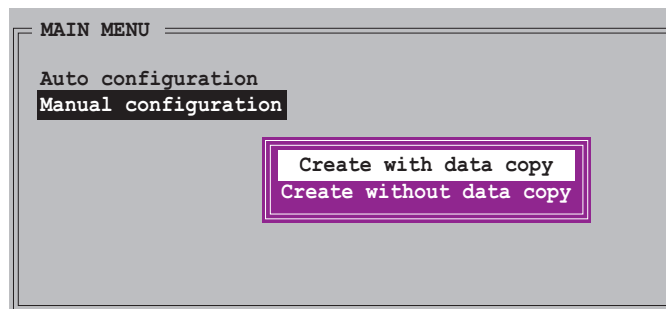 MAIN MENU
Auto configuration
Manual configuration
Create with data copy
Create without data copy